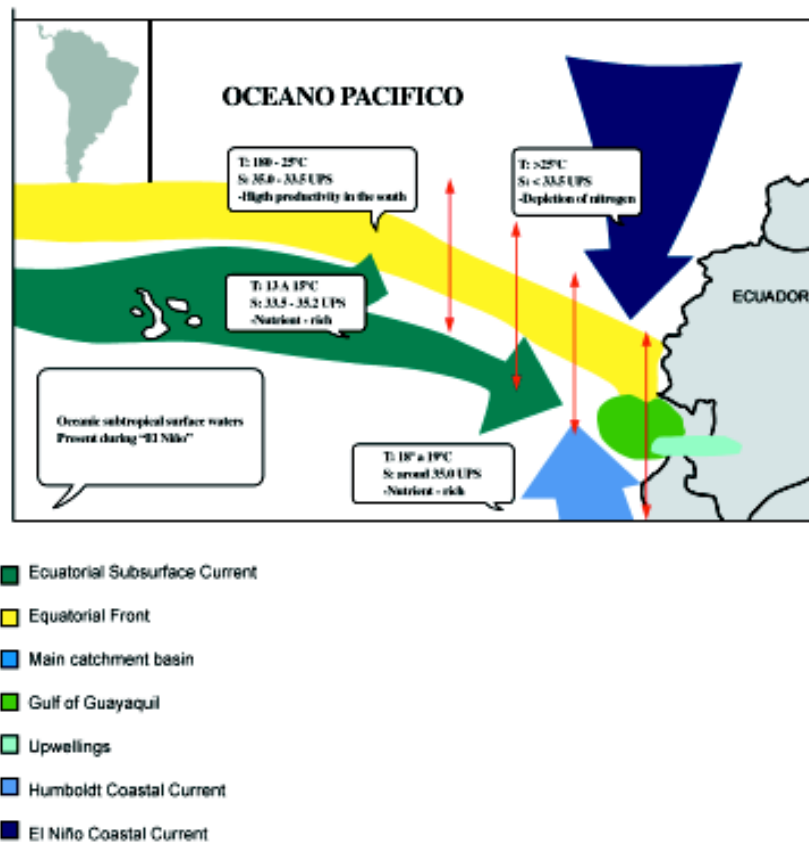 OCEANO PACIFICO
T: 180 - 25°C
S: 35.0 - 33.5 UPS
-Higth productivity in the south
T: >25°C
S: < 33.5 UPS
-Depletion of nitrogen
ECUADOR
T: 13 A 15°C
S: 33.5 - 35.2 UPS
-Nutrient - rich
Oceanic subtropical surface waters
Present during "El Niño"
T: 18° a 19°C
S: aroud 35.0 UPS
-Nutrient - rich
Ecuatorial Subsurface Current
Equatorial Front
Main catchment basin
Gulf of Guayaquil
Upwellings
Humboldt Coastal Current
El Niño Coastal Current